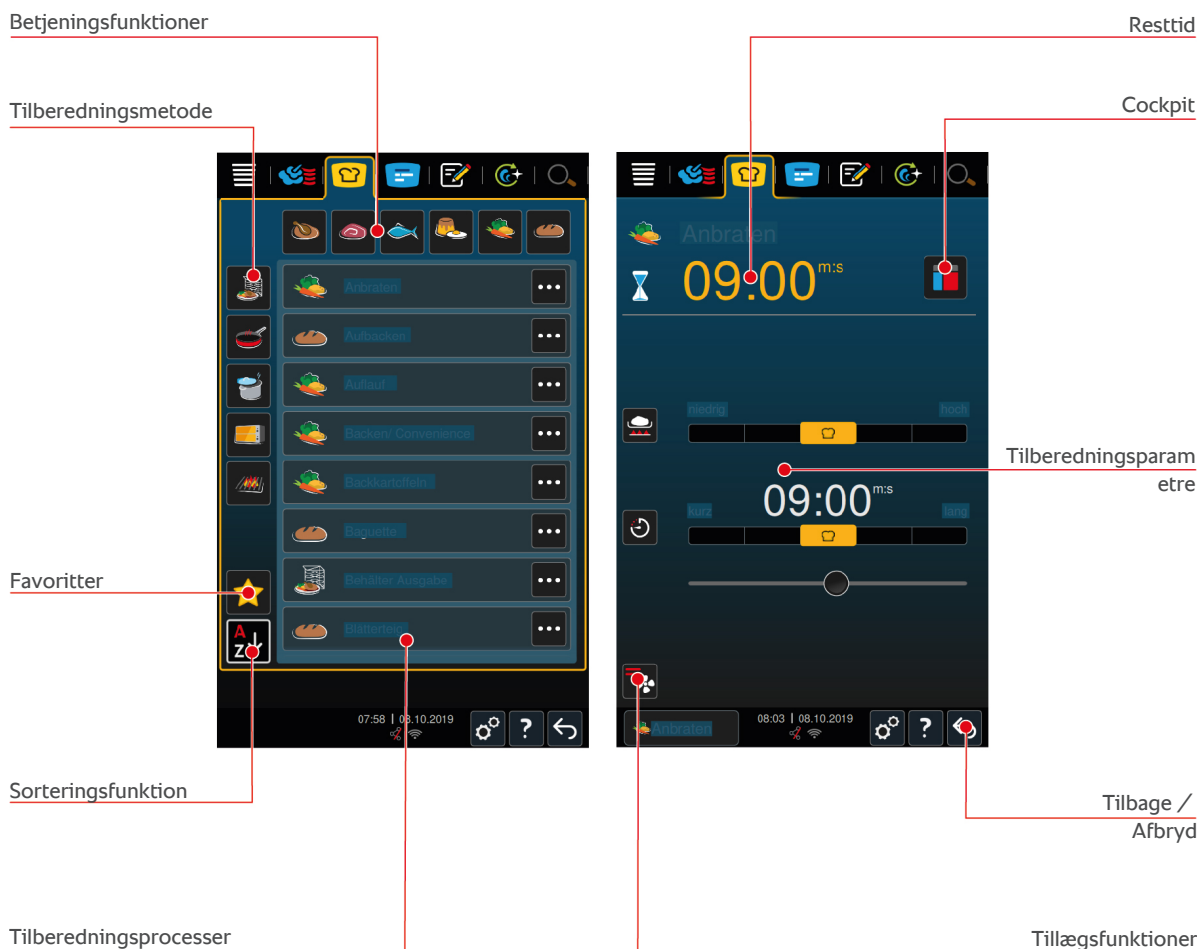 Betjeningsfunktioner
Resttid
Tilberedningsmetode
Cockpit
Anbraten
09:00 m:s
Anbraten
Aufbacken
Auflauf
niedrig
hoch
Backen/ Convenience
Tilberedningsparam
etre
Backkartoffeln
09:00 m:s
kurz
lang
Baguette
Favoritter
Behälter Ausgabe
A
Z
Blätterteig
07:58 | 08.10.2019
?
Anbraten
08:03 | 08.10.2019
?
Sorteringsfunktion
Tilbage /
Afbryd
Tilberedningsprocesser
Tillægsfunktioner